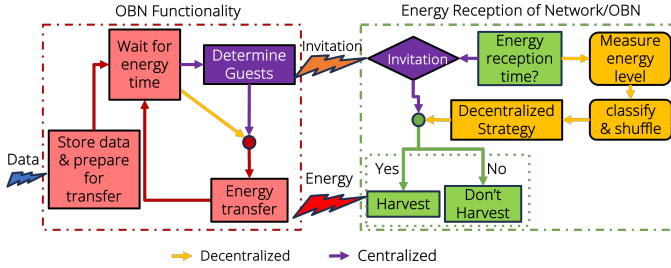 OBN Functionality
Energy Reception of Network/OBN
Wait for
energy
time
Determine
Guests
Invitation
Invitation
Energy
reception
time?
Measure
energy
level
Decentralized
Strategy
classify
& shuffle
Data
Store data
& prepare
for
transfer
Energy
transfer
Energy
Yes
No
Harvest
Don't
Harvest
Decentralized
Centralized